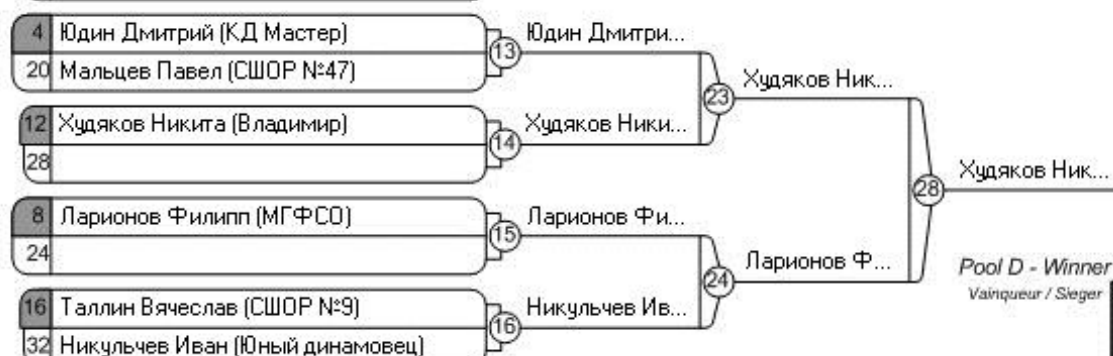 4 Юдин Дмитрий (КД Мастер)
20 Мальцев Павел (СШОР №47)
13
Юдин Дмитри...
12 Худяков Никита (Владимир)
28
14
Худяков Ники...
23
Худяков Ник...
8 Ларионов Филипп (МГФСО)
24
15
Ларионов Фи...
16 Таллин Вячеслав (СШОР №9)
32 Никульчев Иван (Юный динамовец)
16
Никульчев Ив...
24
Ларионов Ф...
28
Худяков Ник...
Pool D - Winner
Vainqueur / Sieger